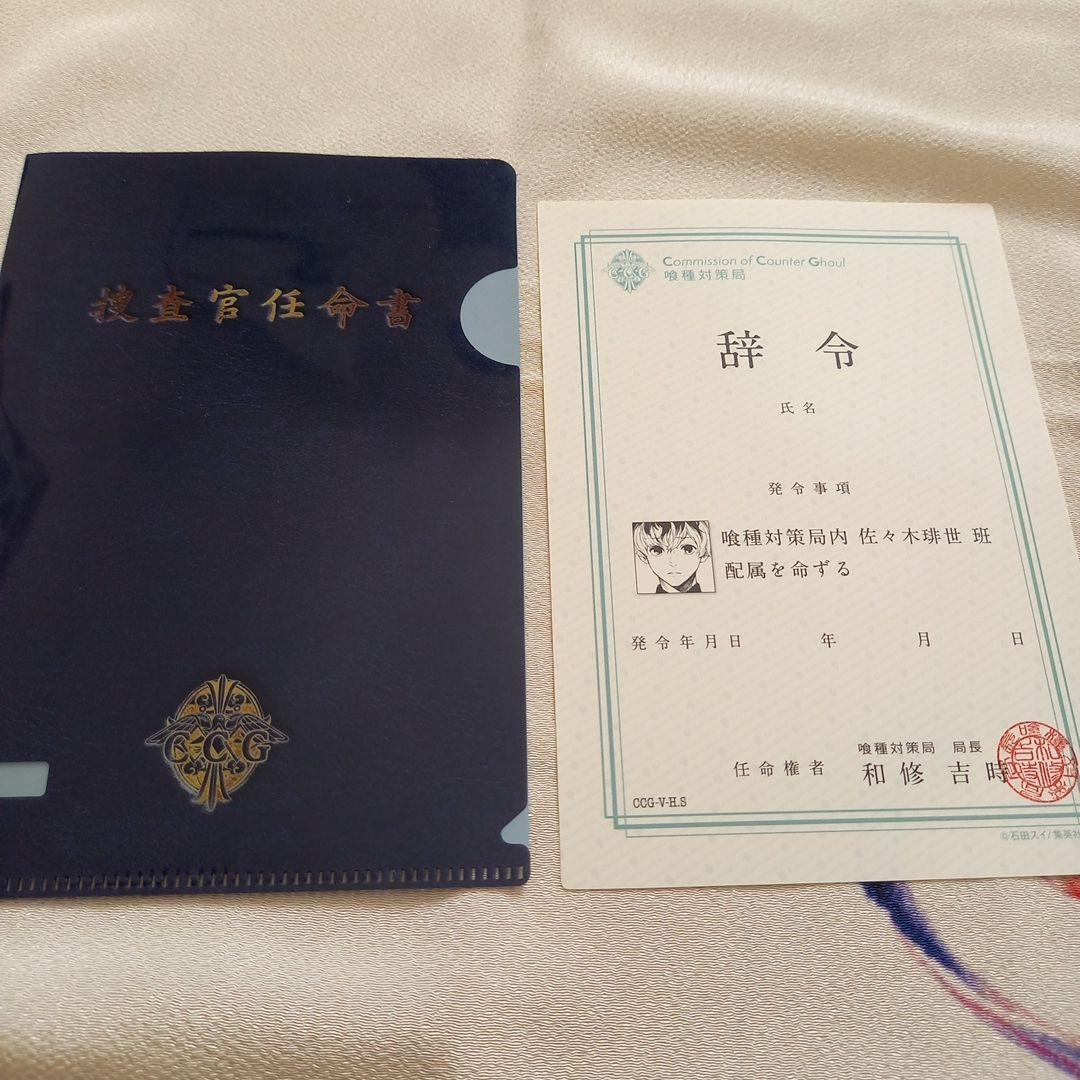 捜査官任命書
CCG
CCG
Commission of Counter Ghoul
喰種対策局
辞令
氏名
発令事項
喰種対策局内 佐々木琲世 班
配属を命ずる
発令年月日 年 月 日
喰種対策局 局長
任命権者 和修吉時
CCG-V-H.S
©石田スイ/集英社